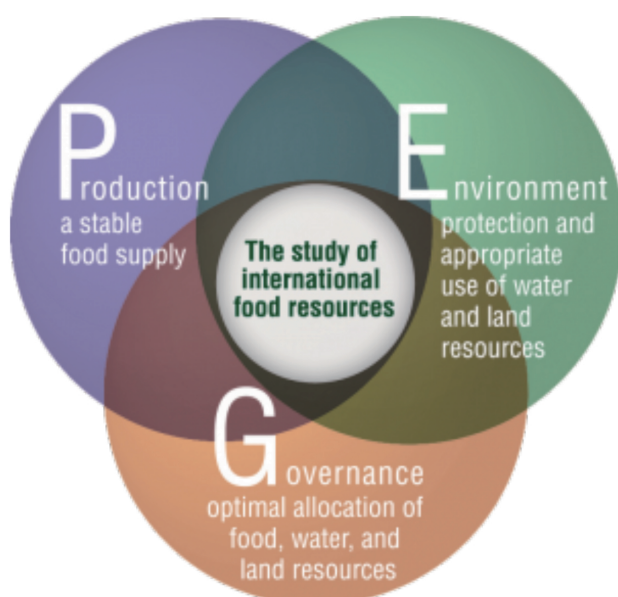 Production
a stable
food supply
Environment
protection and
appropriate
use of water
and land
resources
The study of
international
food resources
Governance
optimal allocation of
food, water, and
land resources